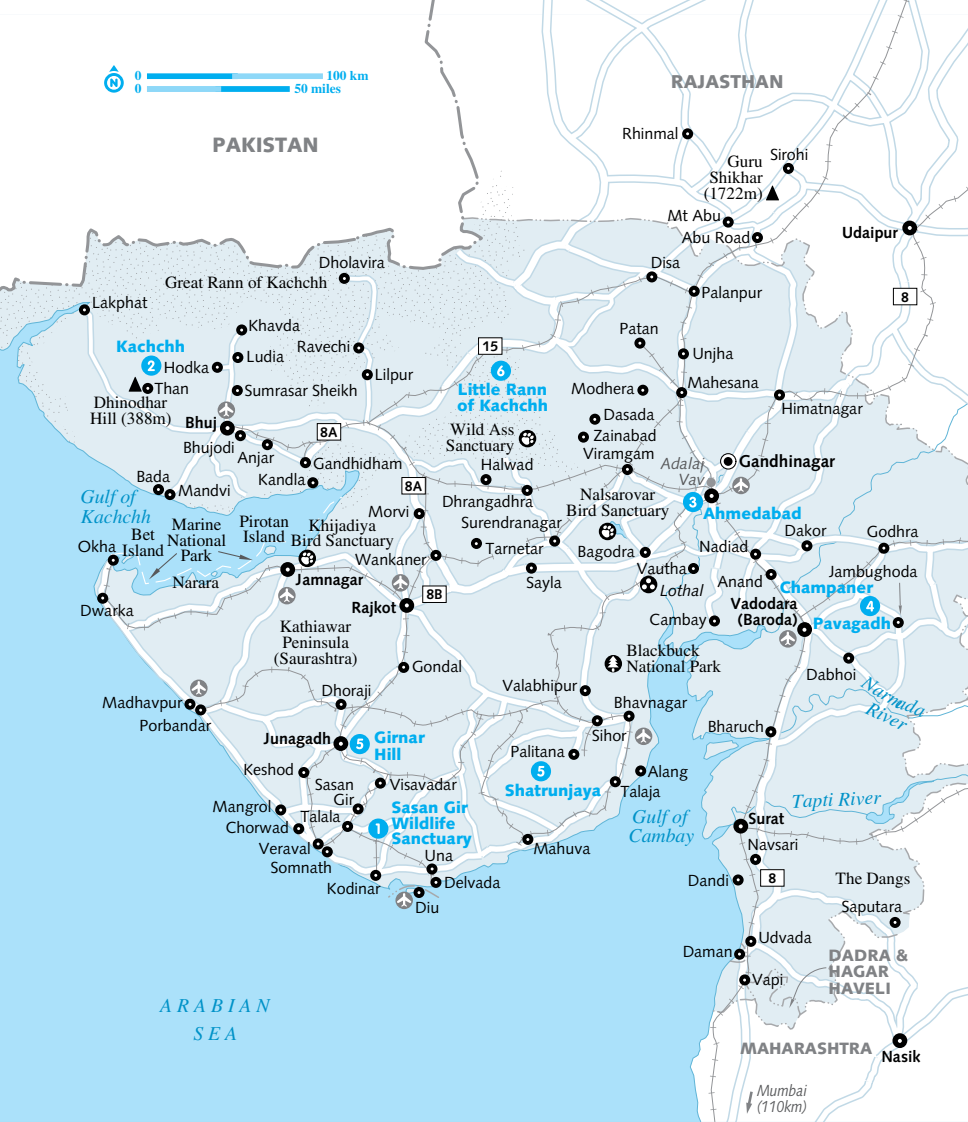 0
100 km
N
0
50 miles
RAJASTHAN
PAKISTAN
Rhinmal
Sirohi
Guru
Shikhar
(1722m)
Mt Abu
Abu Road
Udaipur
Dholavira
Great Rann of Kachchh
Disa
Palanpur
8
Lakphat
Khavda
Kachchh
2
Hodka
Ludia
Ravechi
15
Patan
Unjha
6
Little Rann
of Kachchh
Than
Lilpur
Sumrasar Sheikh
Modhera
Mahesana
Dhinodhar
Hill (388m)
Himatnagar
Dasada
Bhuj
8A
Wild Ass
Sanctuary
Zainabad
Bhujodi
Anjar
Viramgam
Gandhidham
Halwad
Adalaj
Vav
Gandhinagar
Kandla
Bada
Mandvi
8A
Dhrangadhra
Nalsarovar
Bird Sanctuary
3
Ahmedabad
Gulf of
Kachchh
Morvi
Surendranagar
Marine
National
Park
Pirotan
Island
Khijadiya
Bird Sanctuary
Bet
Island
Okha
Wankaner
Tarnetar
Bagodra
Nadiad
Dakor
Godhra
Narara
Jamnagar
Sayla
Vautha
Anand
Jambughoda
Champaner
4
Pavagadh
Dwarka
Rajkot
8B
Lothal
Vadodara
(Baroda)
Cambay
Kathiawar
Peninsula
(Saurashtra)
Blackbuck
National Park
Gondal
Dabhoi
Valabhipur
Narmada
River
Madhavpur
Porbandar
Dhoraji
Bhavnagar
Sihor
Bharuch
Junagadh
5
Girnar
Hill
Palitana
5
Shatrunjaya
Keshod
Sasan
Gir
Visavadar
Alang
Talaja
Mangrol
Talala
Chorwad
1
Sasan Gir
Wildlife
Sanctuary
Gulf of
Cambay
Tapti River
Surat
Veraval
Somnath
Mahuva
Navsari
Una
Kodinar
Delvada
Dandi
8
The Dangs
Diu
Saputara
Udvada
Daman
DADRA &
HAGAR
HAVELI
Vapi
ARABIAN
SEA
MAHARASHTRA
Nasik
Mumbai
(110km)